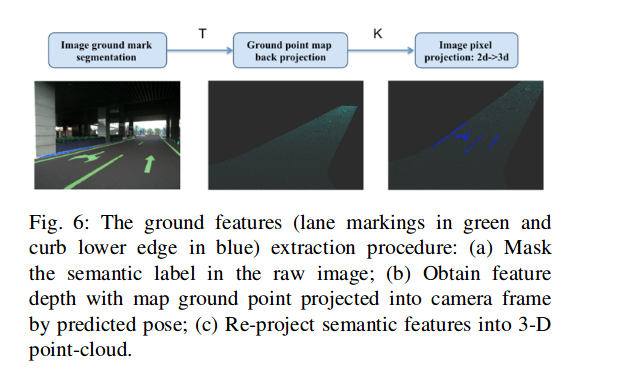 T
K
Image ground mark
segmentation
Ground point map
back projection
Image pixel
projection: 2d->3d
Fig. 6: The ground features (lane markings in green and
curb lower edge in blue) extraction procedure: (a) Mask
the semantic label in the raw image; (b) Obtain feature
depth with map ground point projected into camera frame
by predicted pose; (c) Re-project semantic features into 3-D
point-cloud.